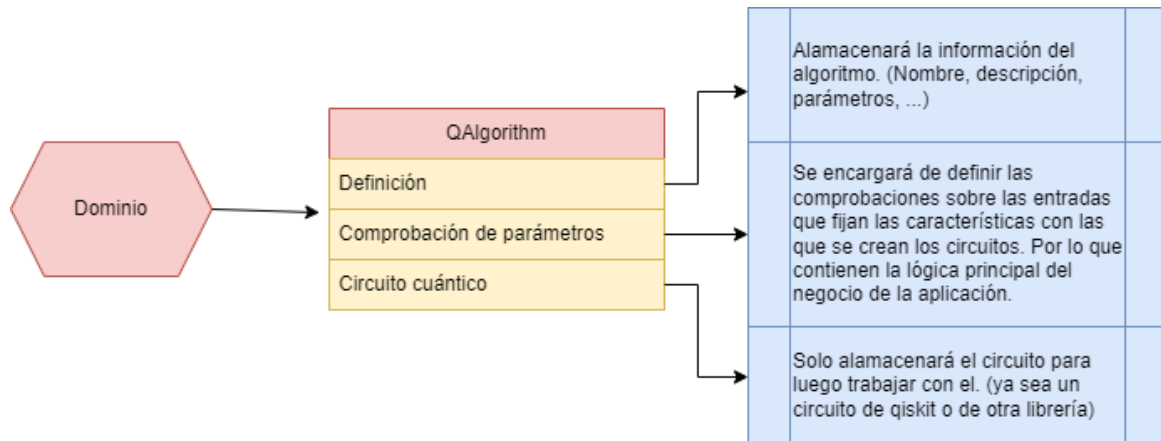 Dominio
QAlgorithm
Definición
Comprobación de parámetros
Circuito cuántico
Alamacenará la información del
algoritmo. (Nombre, descripción,
parámetros, ...)
Se encargará de definir las
comprobaciones sobre las entradas
que fijan las características con las
que se crean los circuitos. Por lo que
contienen la lógica principal del
negocio de la aplicación.
Solo alamacenará el circuito para
luego trabajar con el. (ya sea un
circuito de qiskit o de otra librería)